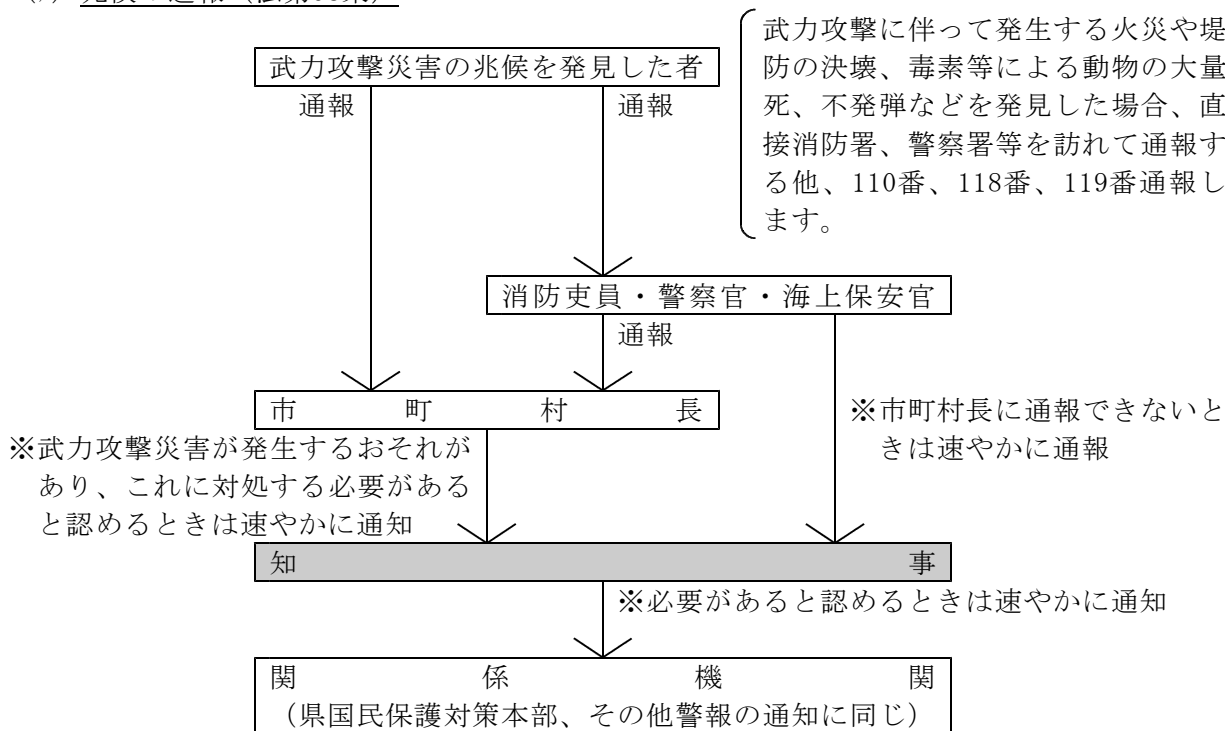 武力攻撃災害の兆候を発見した者
通報
通報
武力攻撃に伴って発生する火災や堤
防の決壊、毒素等による動物の大量
死、不発弾などを発見した場合、直
接消防署、警察署等を訪れて通報す
る他、110番、118番、119番通報し
ます。
消防吏員・警察官・海上保安官
通報
市町村長
※市町村長に通報できないと
きは速やかに通報
※武力攻撃災害が発生するおそれが
あり、これに対処する必要がある
と認めるときは速やかに通知
知事
※必要があると認めるときは速やかに通知
関係機関
（県国民保護対策本部、その他警報の通知に同じ）